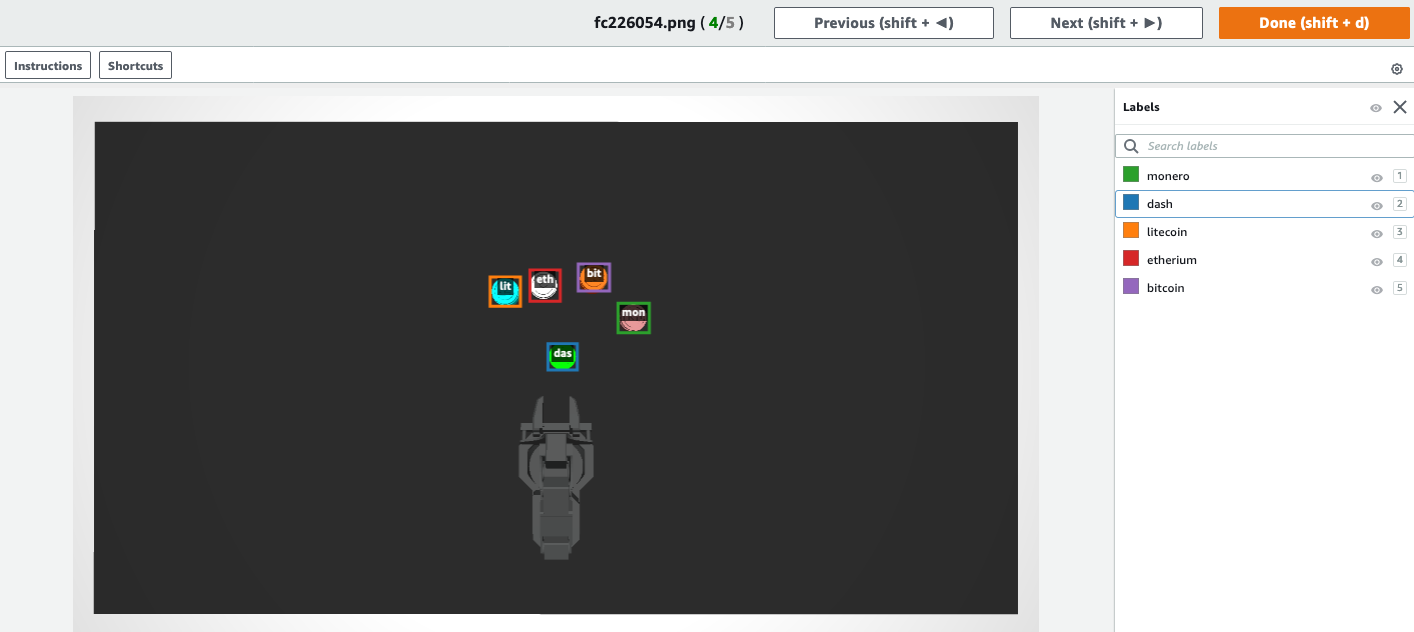 fc226054.png ( 4/5 )
Previous (shift + ◀)
Next (shift + ▶)
Done (shift + d)
Instructions
Shortcuts
Labels
Search labels
monero 1
dash 2
litecoin 3
etherium 4
bitcoin 5
bit
eth
lit
mon
das